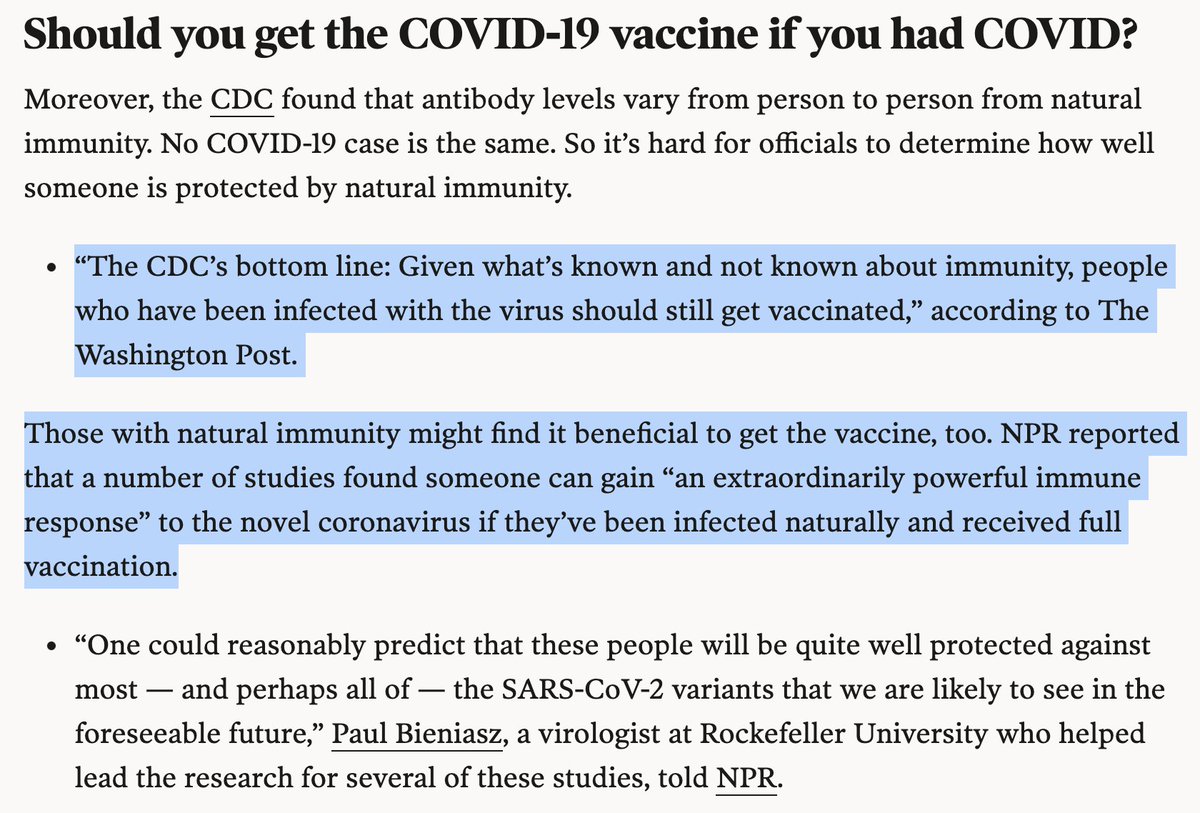 Should you get the COVID-19 vaccine if you had COVID?
Moreover, the CDC found that antibody levels vary from person to person from natural
immunity. No COVID-19 case is the same. So it’s hard for officials to determine how well
someone is protected by natural immunity.
• “The CDC’s bottom line: Given what’s known and not known about immunity, people
who have been infected with the virus should still get vaccinated,” according to The
Washington Post.
Those with natural immunity might find it beneficial to get the vaccine, too. NPR reported
that a number of studies found someone can gain “an extraordinarily powerful immune
response” to the novel coronavirus if they’ve been infected naturally and received full
vaccination.
• “One could reasonably predict that these people will be quite well protected against
most — and perhaps all of — the SARS-CoV-2 variants that we are likely to see in the
foreseeable future,” Paul Bieniasz, a virologist at Rockefeller University who helped
lead the research for several of these studies, told NPR.